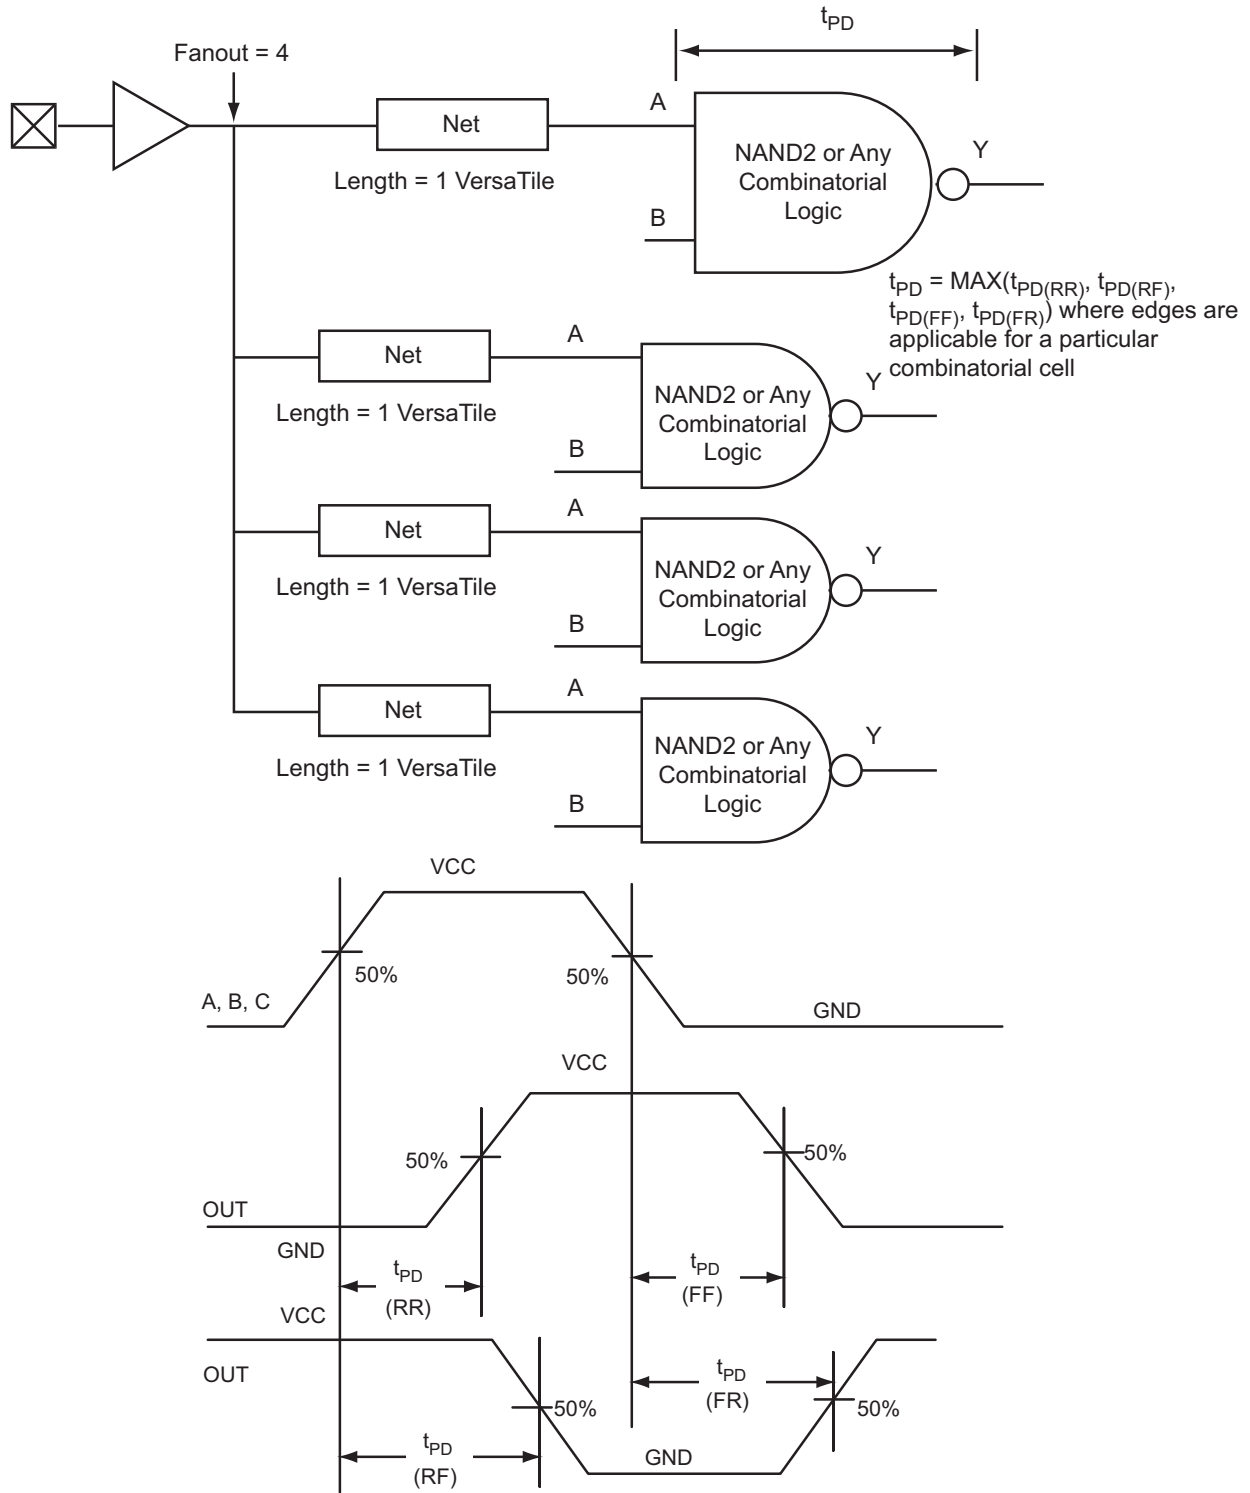 tPD
Fanout = 4
Net
A
Length = 1 VersaTile
NAND2 or Any
Combinatorial
Logic
Y
B
tPD = MAX(tPD(RR), tPD(RF),
tPD(FF), tPD(FR)) where edges are
applicable for a particular
combinatorial cell
Net
A
Length = 1 VersaTile
NAND2 or Any
Combinatorial
Logic
Y
B
Net
A
Length = 1 VersaTile
NAND2 or Any
Combinatorial
Logic
Y
B
Net
A
Length = 1 VersaTile
NAND2 or Any
Combinatorial
Logic
Y
B
VCC
50%
50%
A, B, C
GND
VCC
50%
50%
OUT
GND
tPD
(RR)
tPD
(FF)
VCC
OUT
tPD
(FR)
50%
50%
tPD
(RF)
GND